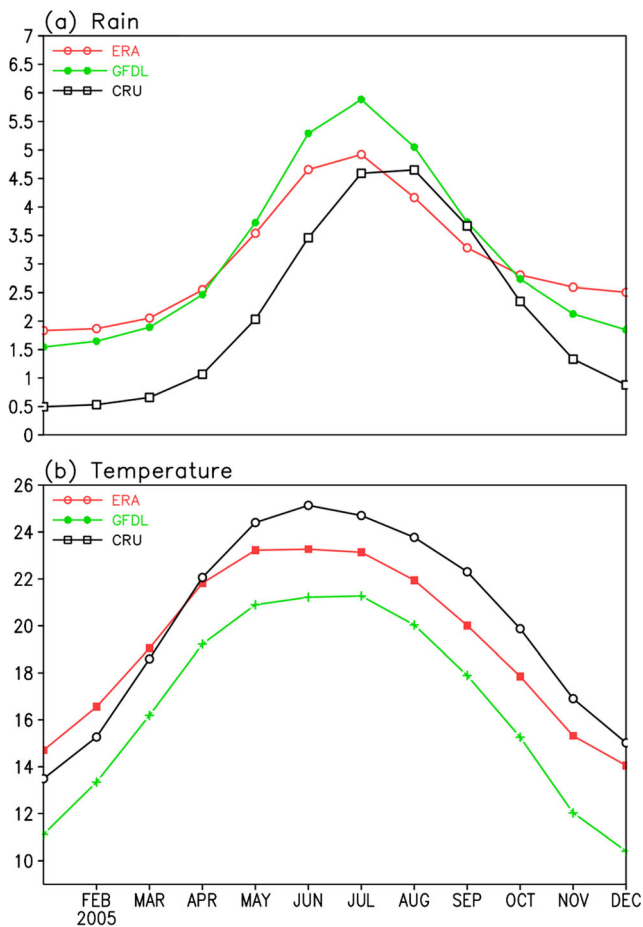 (a) Rain
7
6.5
6
5.5
5
4.5
4
3.5
3
2.5
2
1.5
1
0.5
0
ERA
GFDL
CRU
(b) Temperature
26
24
22
20
18
16
14
12
10
ERA
GFDL
CRU
FEB MAR APR MAY JUN JUL AUG SEP OCT NOV DEC
2005